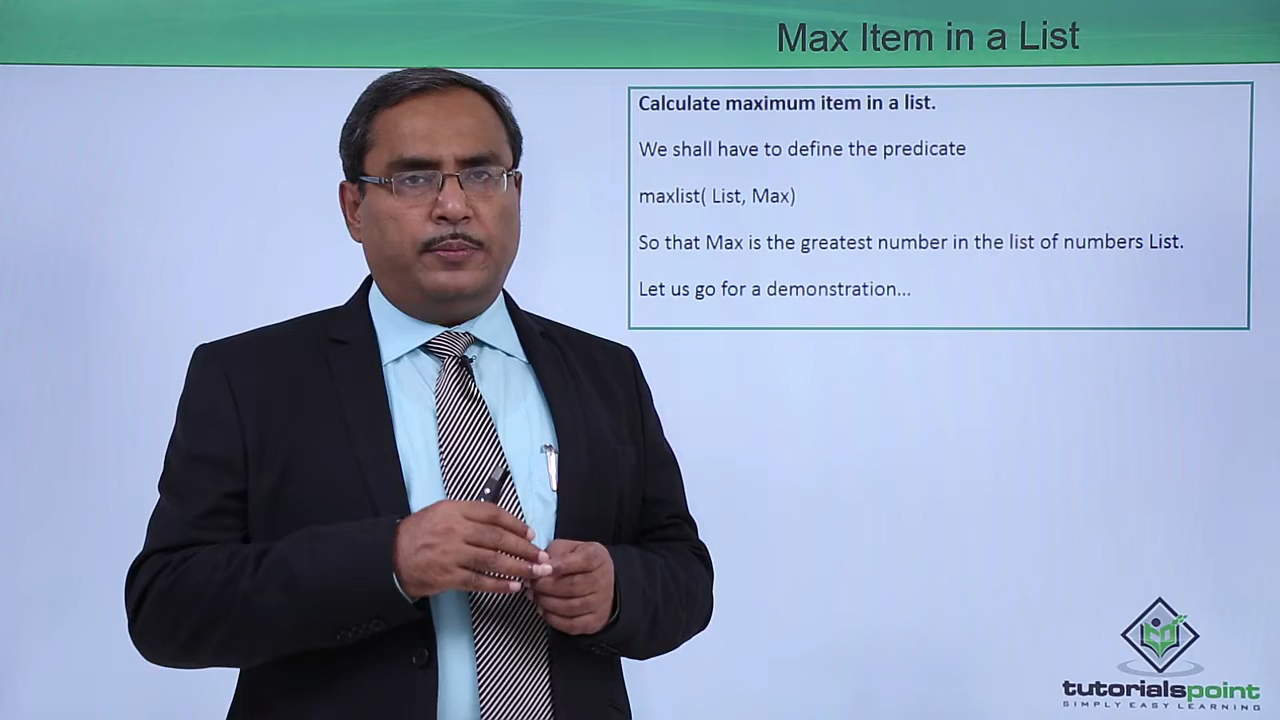 Max Item in a List
Calculate maximum item in a list.
We shall have to define the predicate
maxlist( List, Max)
So that Max is the greatest number in the list of numbers List.
Let us go for a demonstration...
tutorialspoint
SIMPLY EASY LEARNING